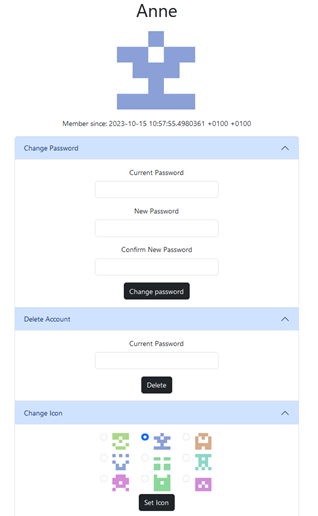 Anne
Member since: 2023-10-15 10:57:55.4980361 +0100 +0100
Change Password
Current Password
New Password
Confirm New Password
Change password
Delete Account
Current Password
Delete
Change Icon
Set Icon